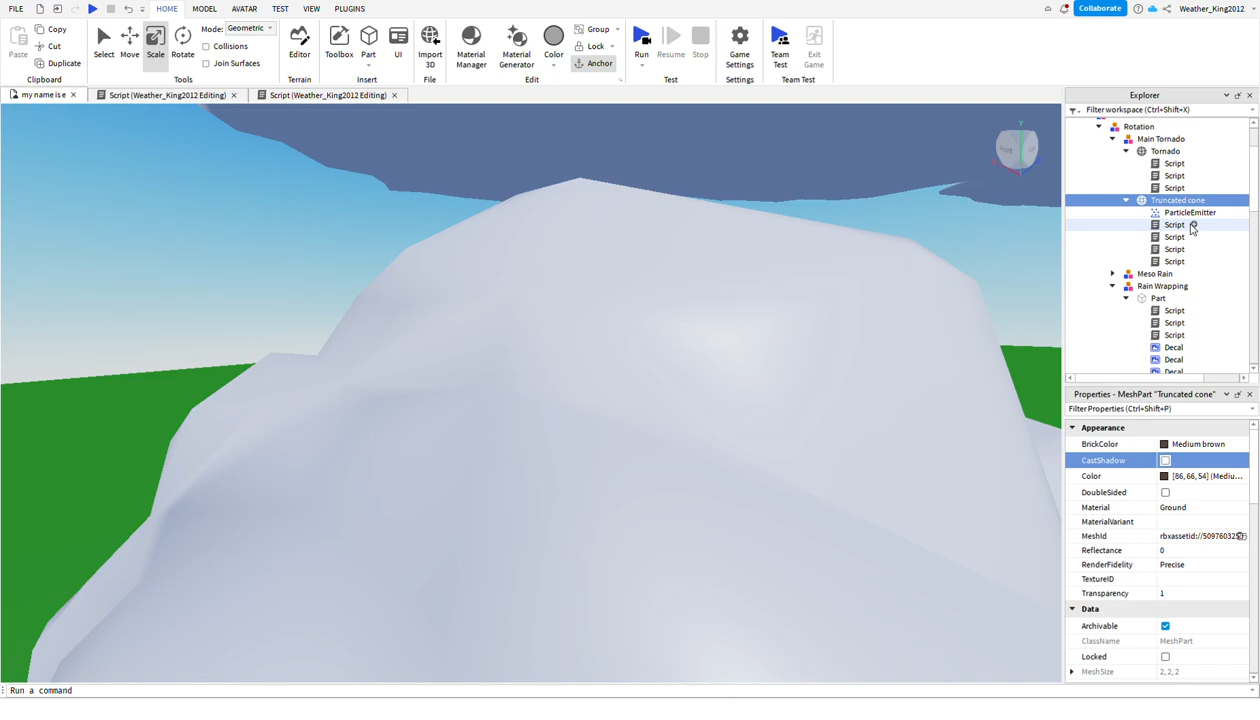 FILE HOME MODEL AVATAR TEST VIEW PLUGINS Collaborate Weather_King2012
Paste Copy Cut Duplicate Clipboard
Select Move Scale Rotate Mode: Geometric Collisions Join Surfaces Tools
Editor Terrain
Toolbox Part UI Insert
Import 3D File
Material Manager Material Generator Color Group Lock Anchor Edit
Run Resume Stop Test
Game Settings Settings
Team Test Exit Game Team Test
my name is e Script (Weather_King2012 Editing) Script (Weather_King2012 Editing)
Explorer
Filter workspace (Ctrl+Shift+X)
Rotation
Main Tornado
Tornado
Script
Script
Script
Truncated cone
ParticleEmitter
Script
Script
Script
Script
Meso Rain
Rain Wrapping
Part
Script
Script
Script
Decal
Decal
Decal
Y
Properties - MeshPart "Truncated cone"
Filter Properties (Ctrl+Shift+P)
Appearance
BrickColor Medium brown
CastShadow
Color [86, 66, 54] (Mediu...
DoubleSided
Material Ground
MaterialVariant
MeshId
Reflectance 0
RenderFidelity Precise
TextureID
Transparency 1
Data
Archivable
ClassName MeshPart
Locked
MeshSize 2, 2, 2
Run a command